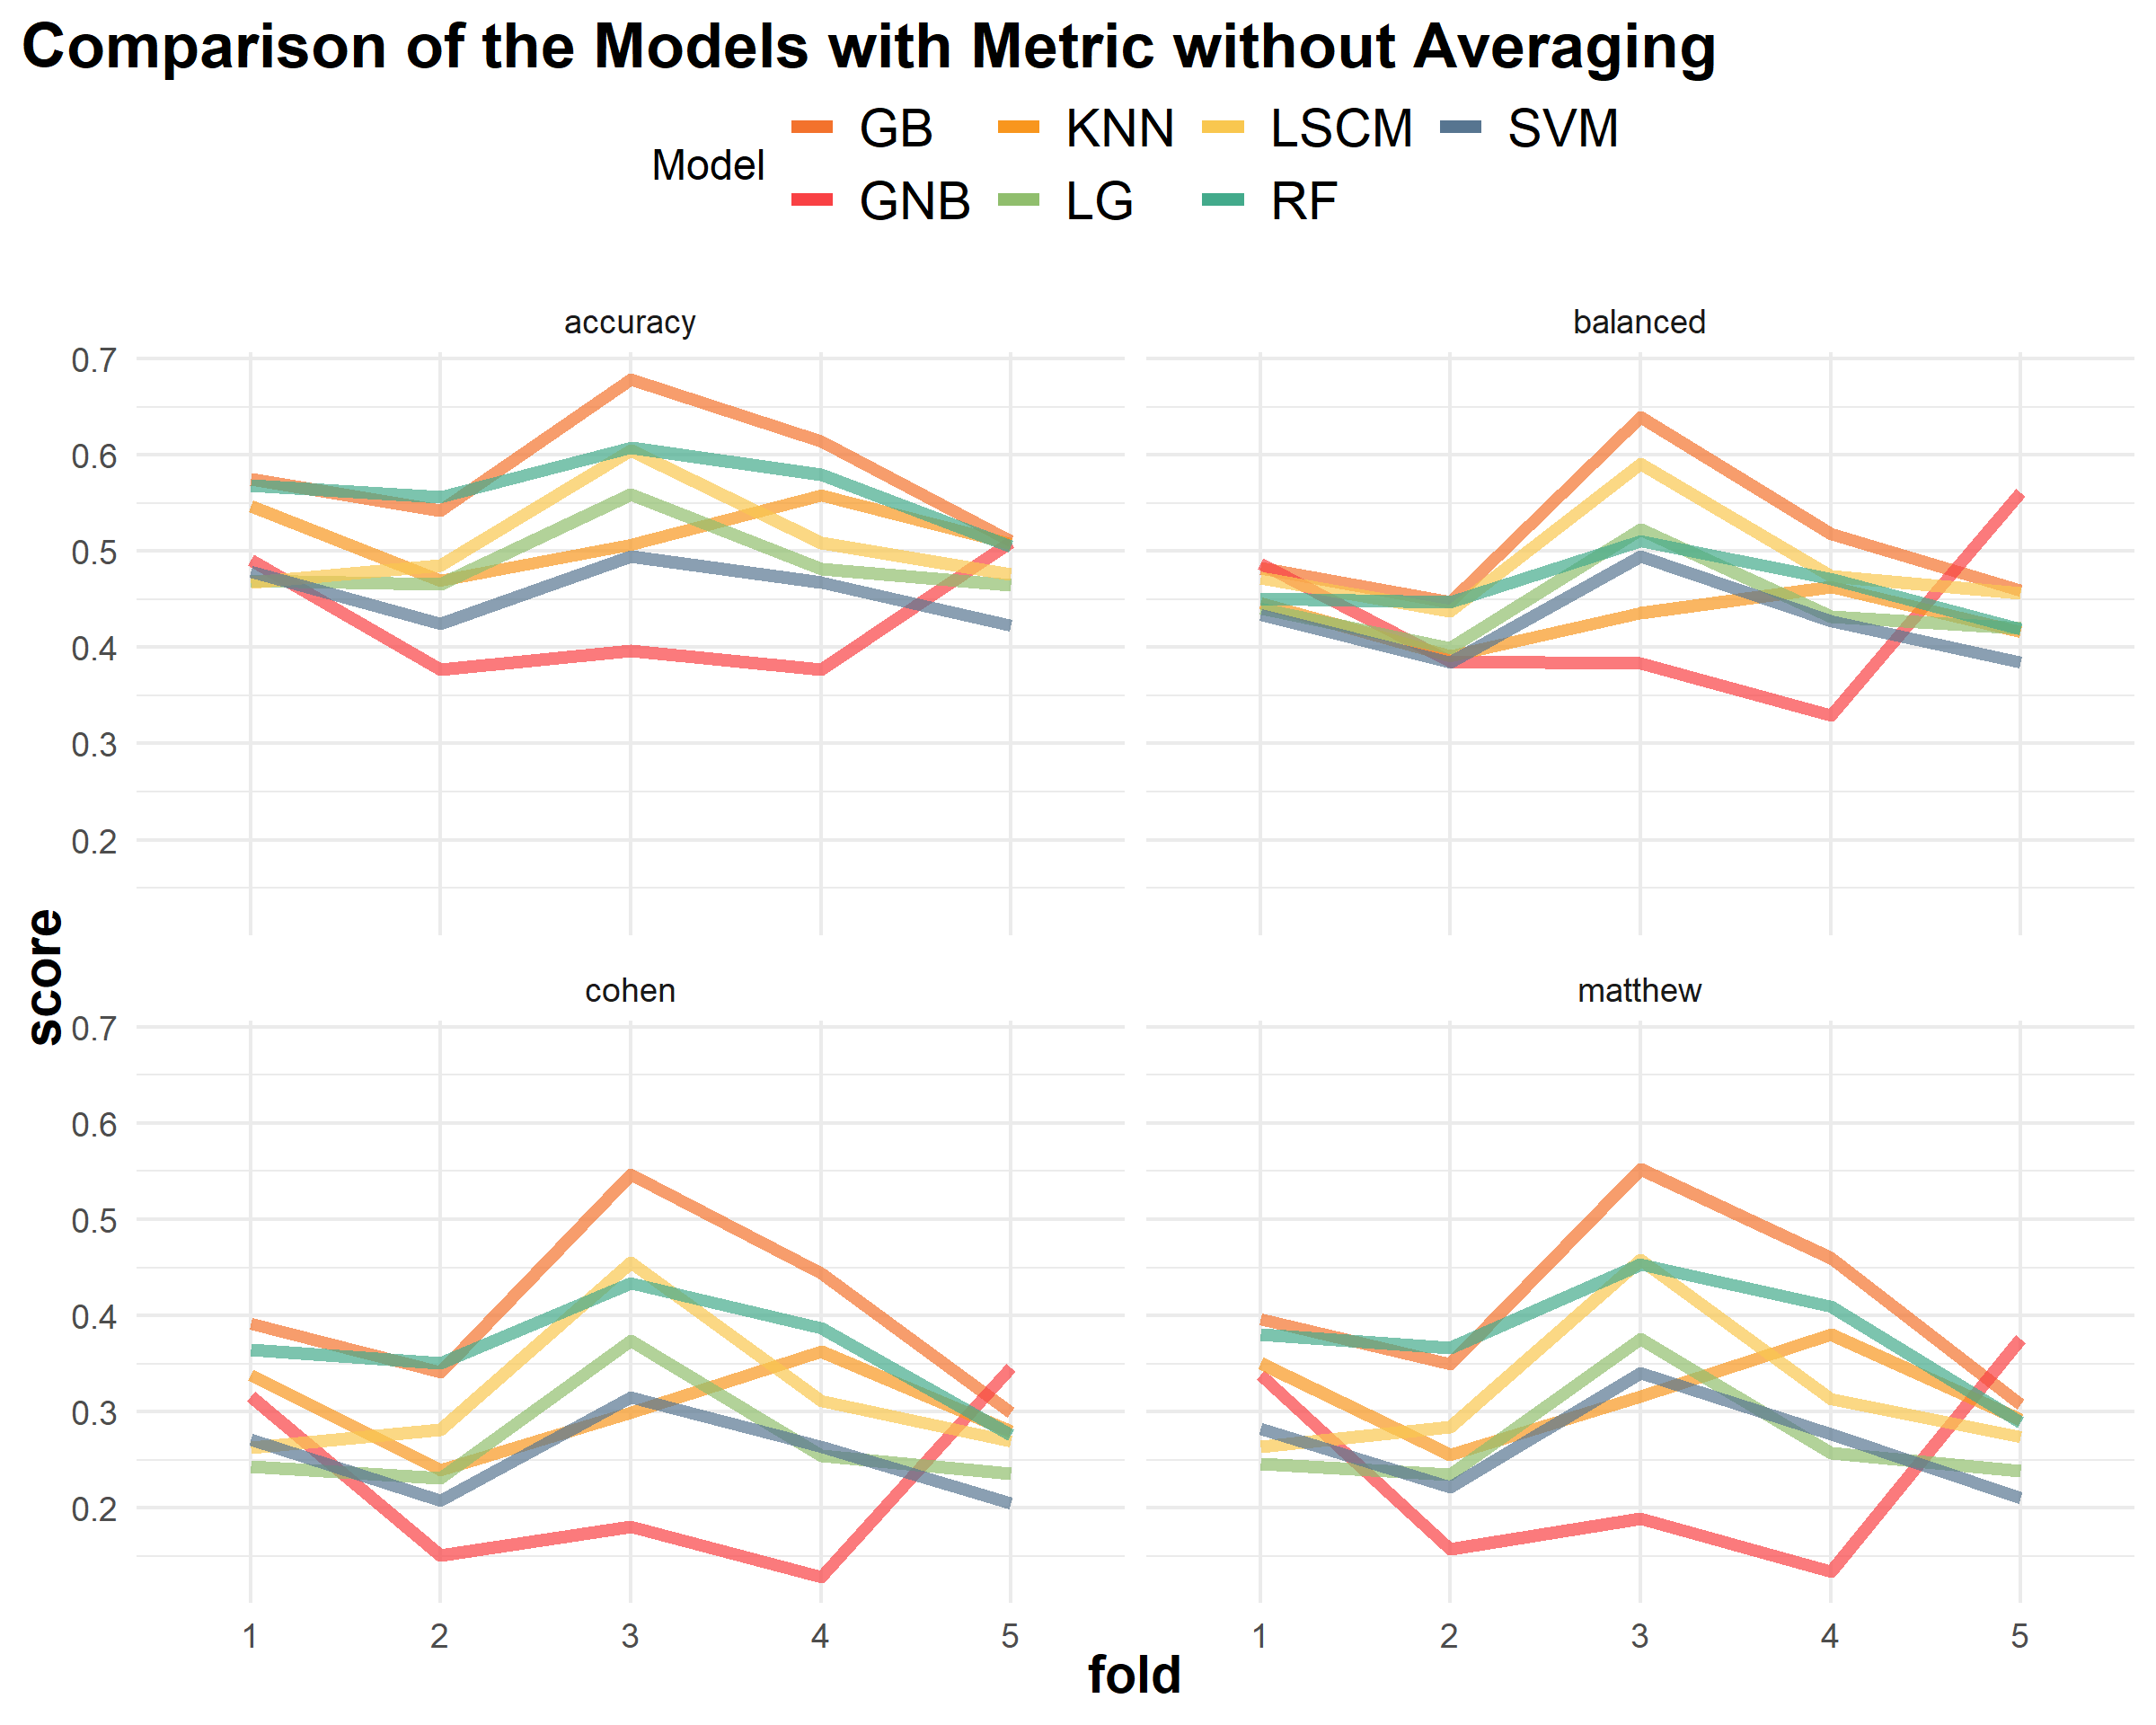 Comparison of the Models with Metric without Averaging
Model
GB KNN LSCM SVM
GNB LG RF
accuracy balanced
0.7
0.6
0.5
0.4
0.3
0.2
score
cohen matthew
0.7
0.6
0.5
0.4
0.3
0.2
1 2 3 4 5 1 2 3 4 5
fold